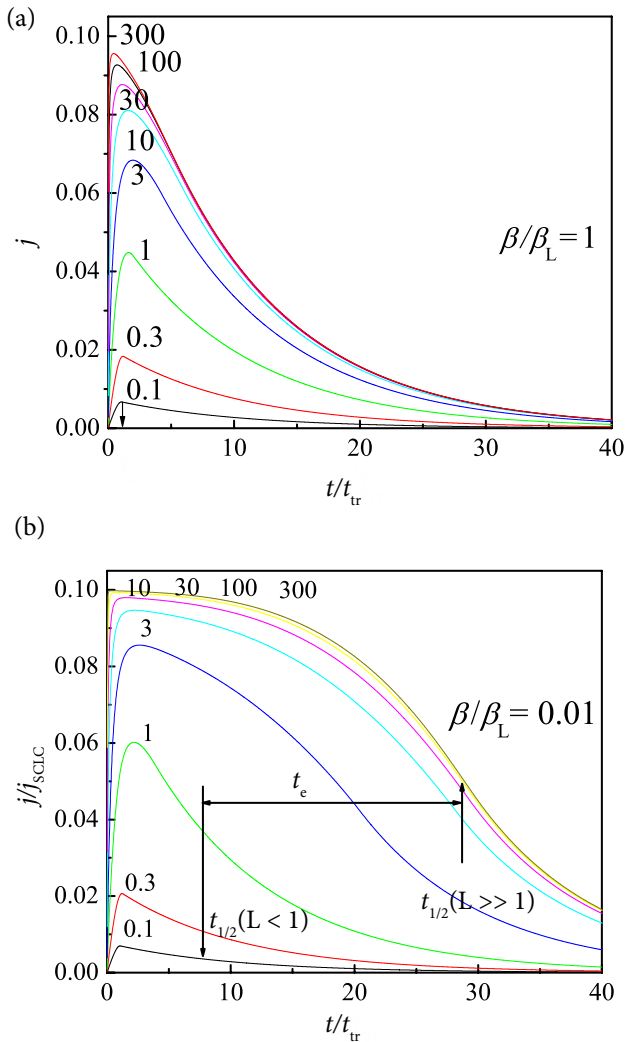 (a)
0.10
0.08
0.06
0.04
0.02
0.00
j
300
100
30
10
3
1
0.3
0.1
β/βL = 1
0 10 20 30 40
t/ttr
(b)
0.10
0.08
0.06
0.04
0.02
0.00
j/jSCLC
10 30 100 300
3
1
0.3
0.1
β/βL = 0.01
te
t1/2(L < 1)
t1/2(L >> 1)
0 10 20 30 40
t/ttr